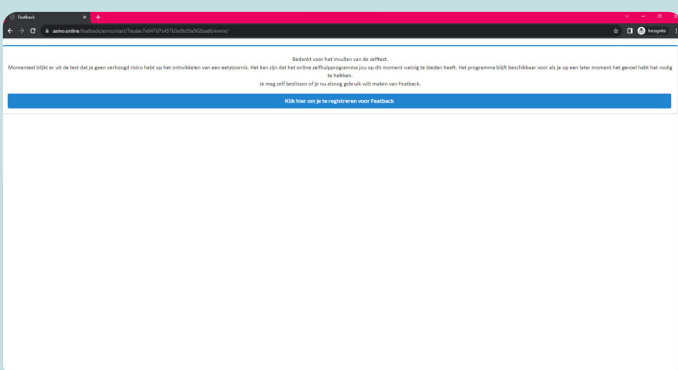 Featback
asmo.online/featback/asmo/start/
Incognito
Bedankt voor het invullen van de zelftest.
Momenteel blijkt er uit de test dat je geen verhoogd risico hebt op het ontwikkelen van een eetstoornis. Het kan zijn dat het online zelfhulpprogramma jou op dit moment weinig te bieden heeft. Het programma blijft beschikbaar voor als je op een later moment het gevoel hebt het nodig
te hebben.
Je mag zelf beslissen of je nu alsnog gebruik wilt maken van Featback.
Klik hier om je te registreren voor Featback